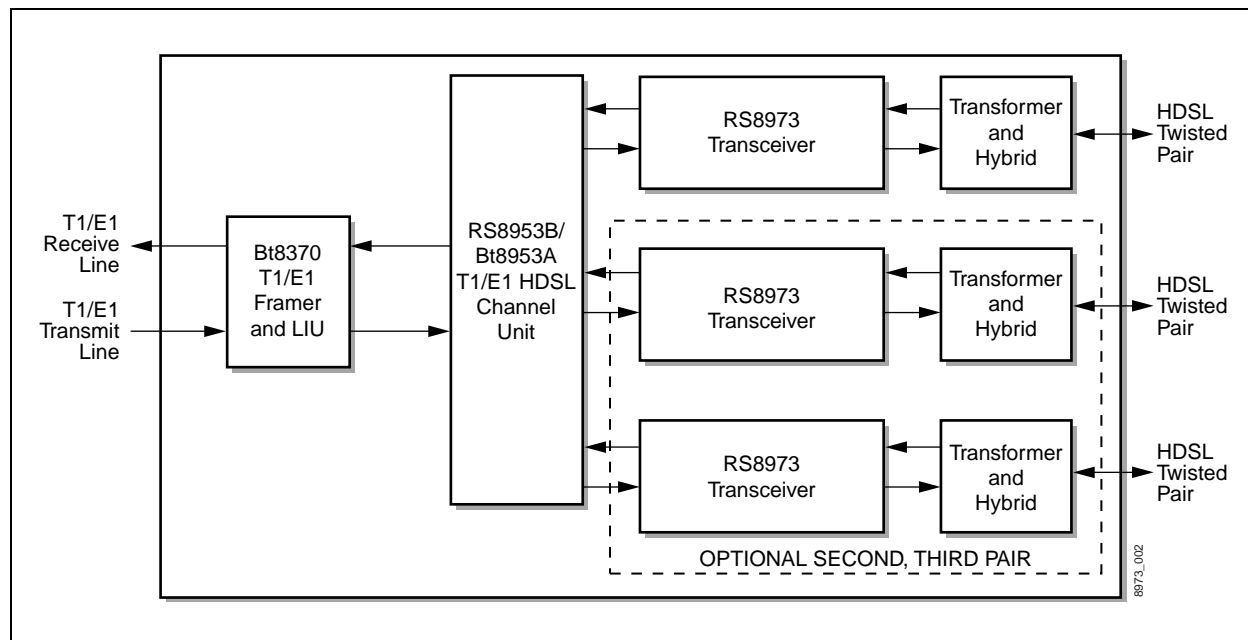 T1/E1
Receive
Line
T1/E1
Transmit
Line
Bt8370
T1/E1
Framer
and LIU
RS8953B/
Bt8953A
T1/E1 HDSL
Channel
Unit
RS8973
Transceiver
Transformer
and
Hybrid
HDSL
Twisted
Pair
RS8973
Transceiver
Transformer
and
Hybrid
HDSL
Twisted
Pair
RS8973
Transceiver
Transformer
and
Hybrid
HDSL
Twisted
Pair
OPTIONAL SECOND, THIRD PAIR
8973_002